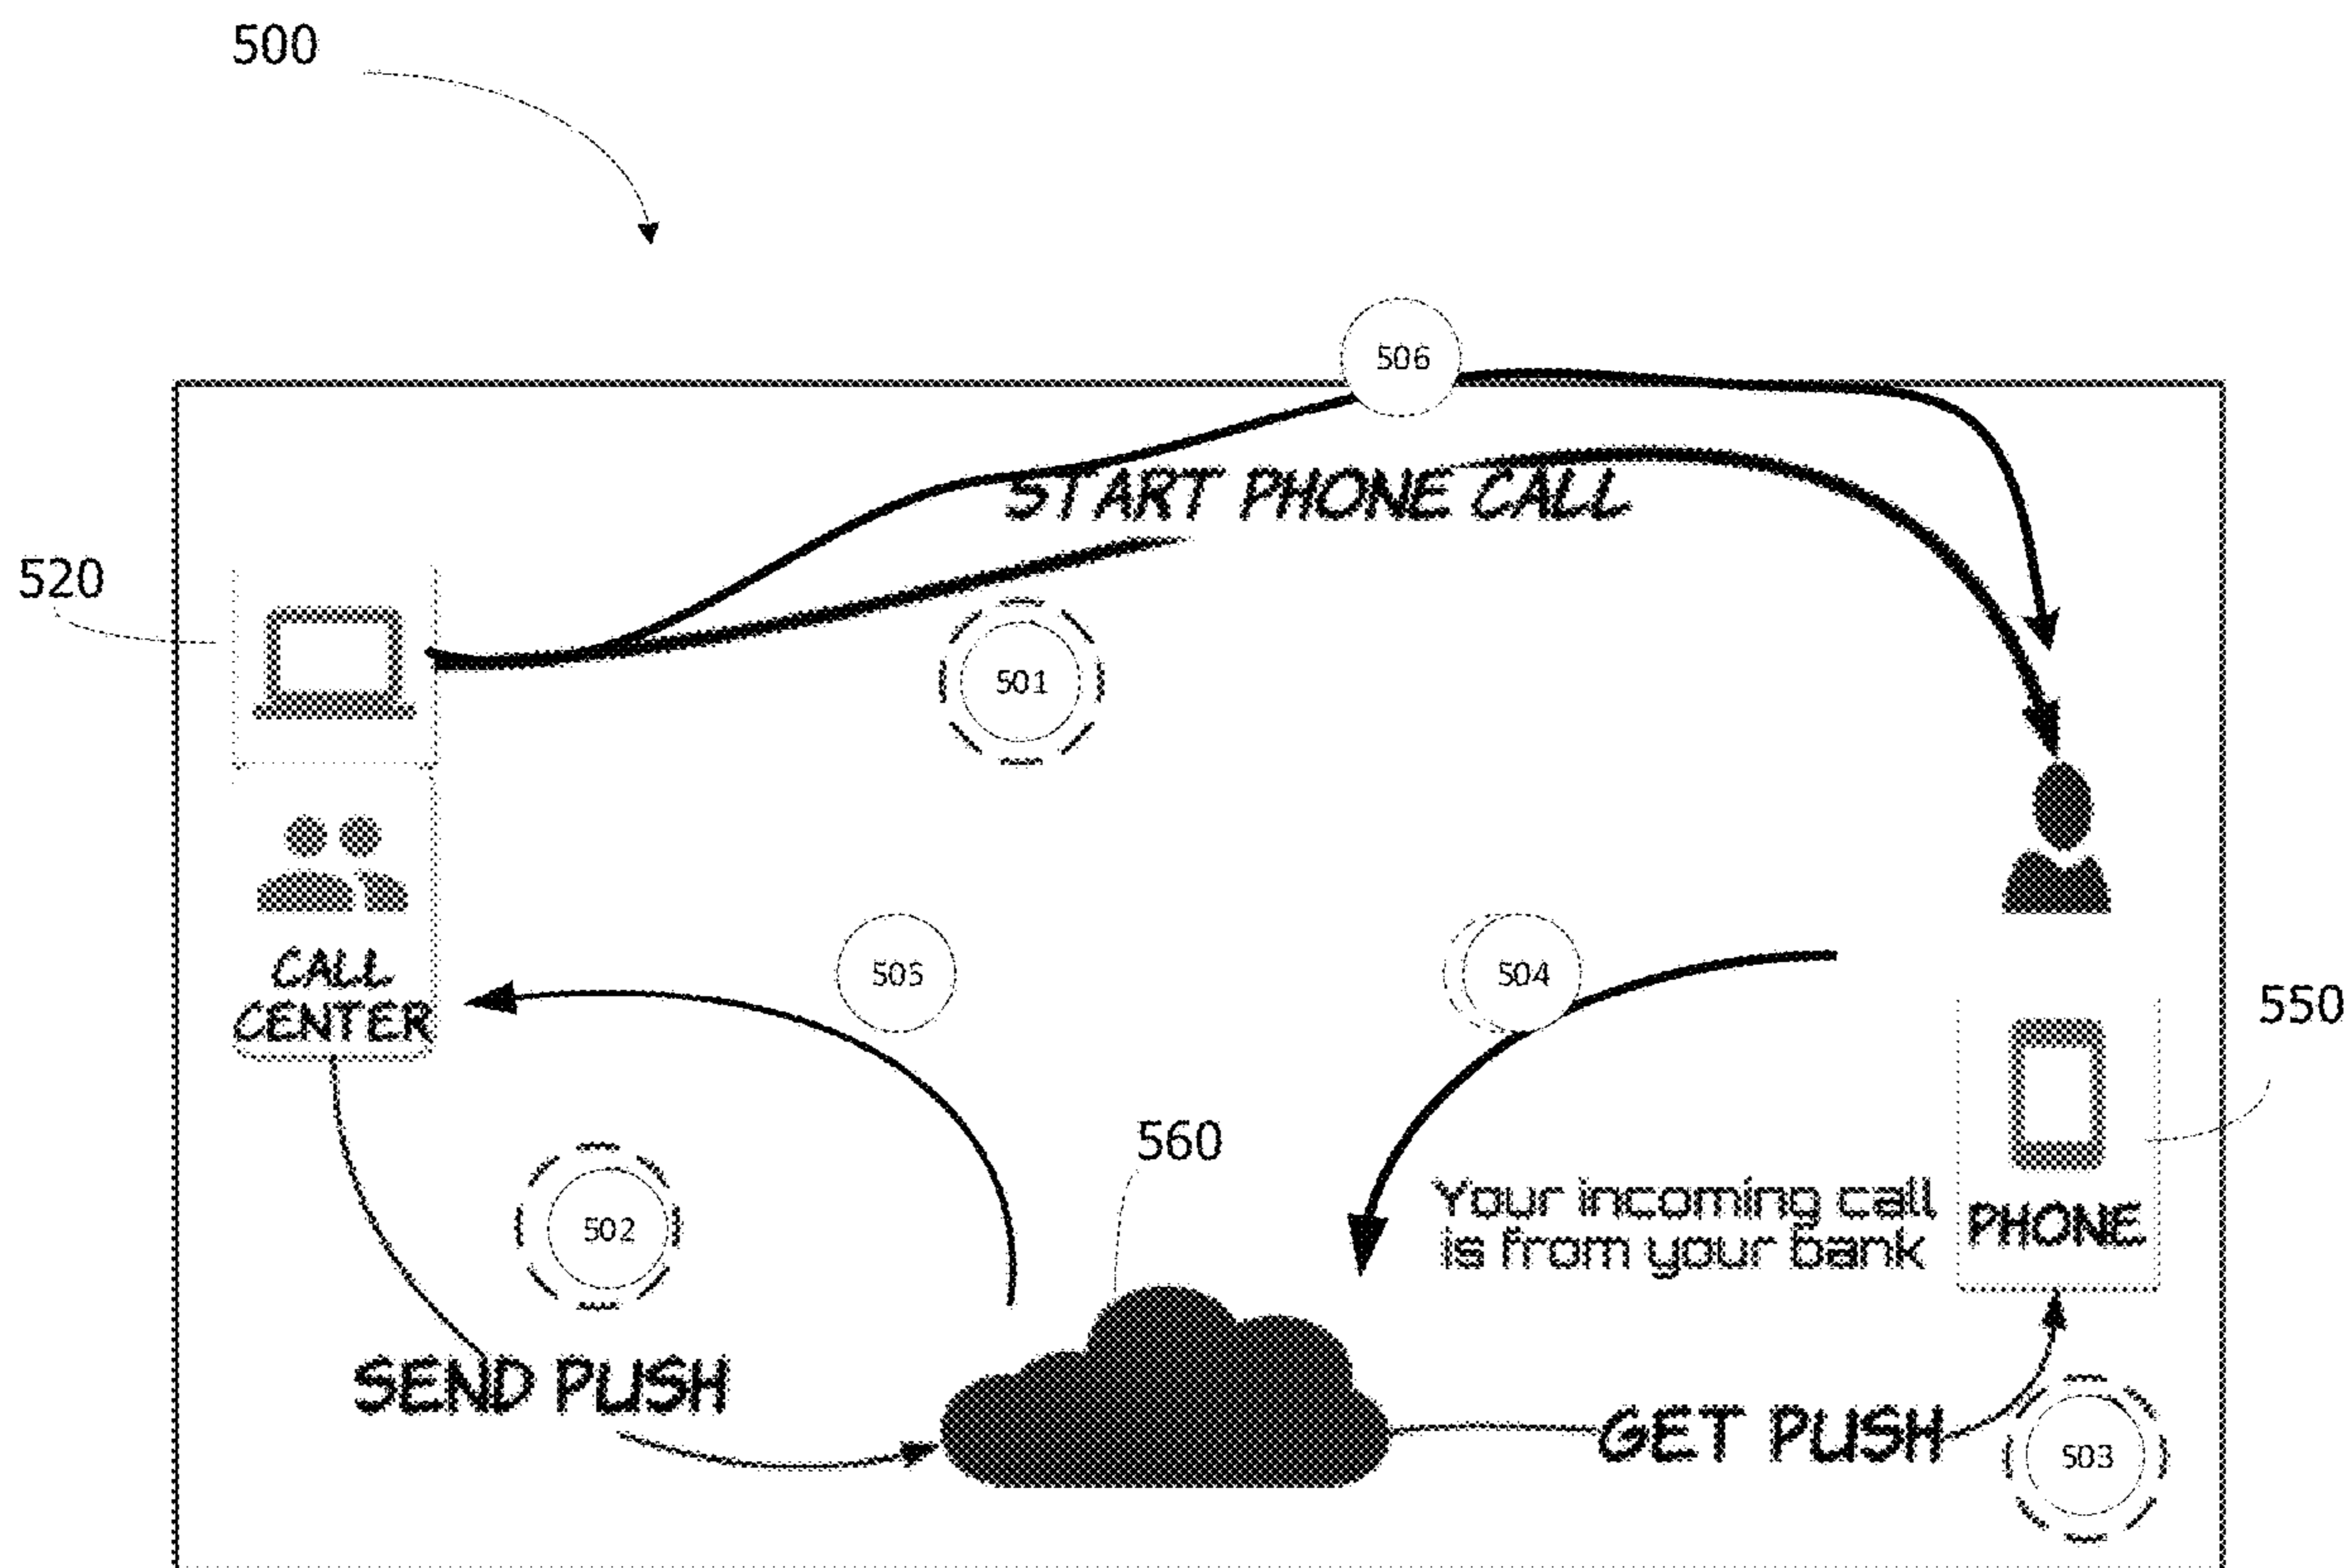 500
506
START PHONE CALL
520
501
CALL
CENTER
505
504
550
560
Your incoming call
is from your bank
PHONE
502
SEND PUSH
GET PUSH
503